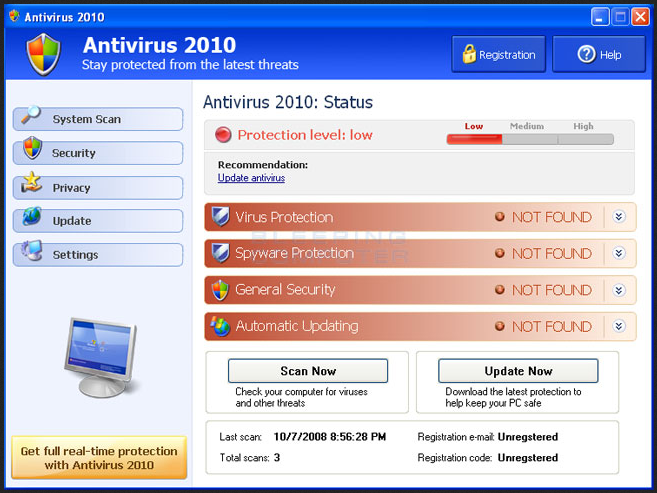 Antivirus 2010
Antivirus 2010
Stay protected from the latest threats
Registration
Help
System Scan
Security
Privacy
Update
Settings
Get full real-time protection
with Antivirus 2010
Antivirus 2010: Status
Protection level: low
Low Medium High
Recommendation:
Update antivirus
Virus Protection NOT FOUND
BLEEPING
COMPUTER
Spyware Protection NOT FOUND
General Security NOT FOUND
Automatic Updating NOT FOUND
Scan Now
Check your computer for viruses
and other threats
Update Now
Download the latest protection to
help keep your PC safe
Last scan: 10/7/2008 8:56:28 PM
Total scans: 3
Registration e-mail: Unregstered
Registration code: Unregstered